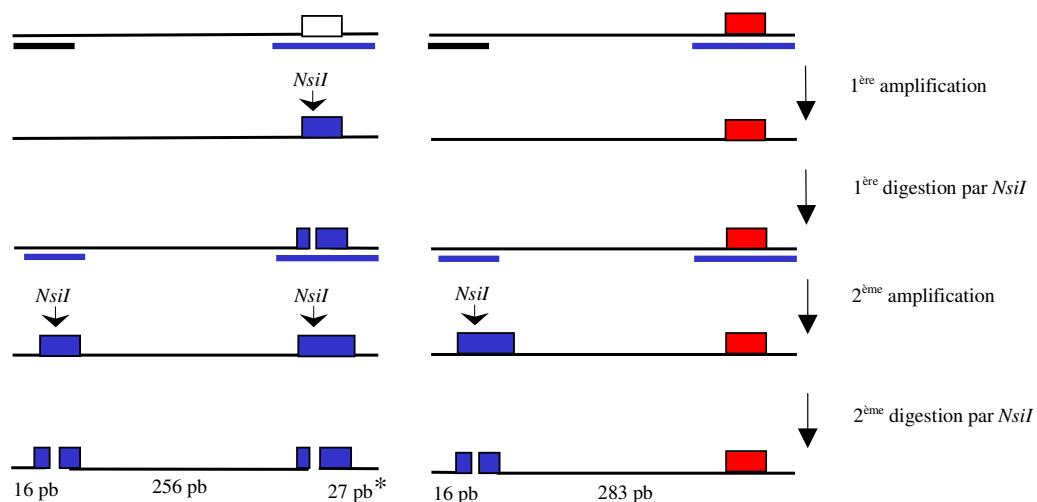 NsiI
1ère amplification
1ère digestion par NsiI
NsiI
NsiI
NsiI
2ème amplification
2ème digestion par NsiI
16 pb
256 pb
27 pb*
16 pb
283 pb